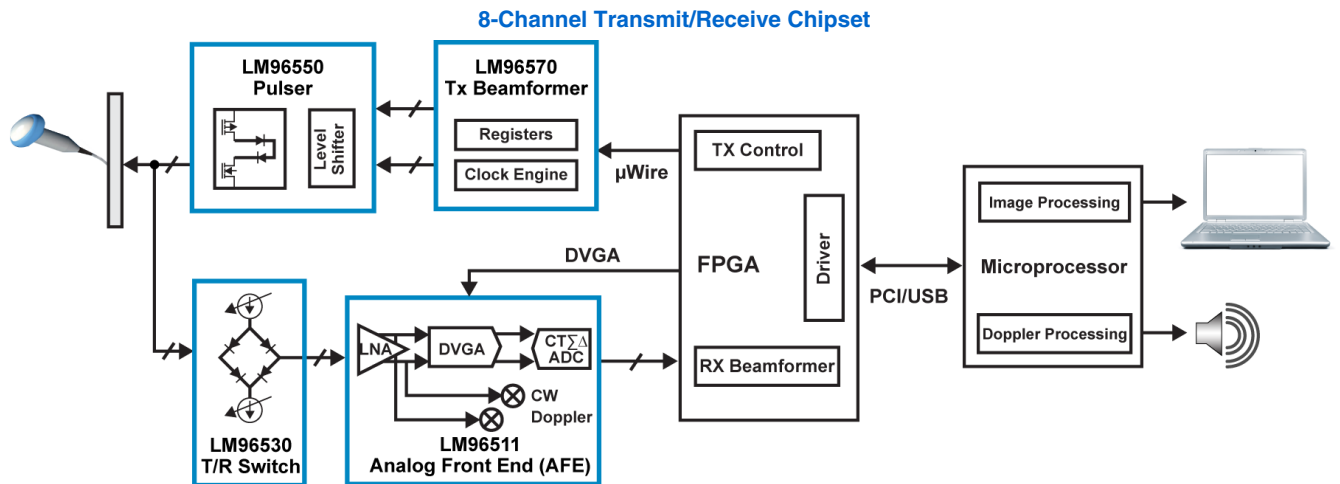 8-Channel Transmit/Receive Chipset
LM96550
Pulser
Level
Shifter
LM96570
Tx Beamformer
Registers
Clock Engine
µWire
TX Control
FPGA
Driver
RX Beamformer
DVGA
PCI/USB
Image Processing
Microprocessor
Doppler Processing
LM96530
T/R Switch
LNA
DVGA
CTΣΔ
ADC
CW
Doppler
LM96511
Analog Front End (AFE)